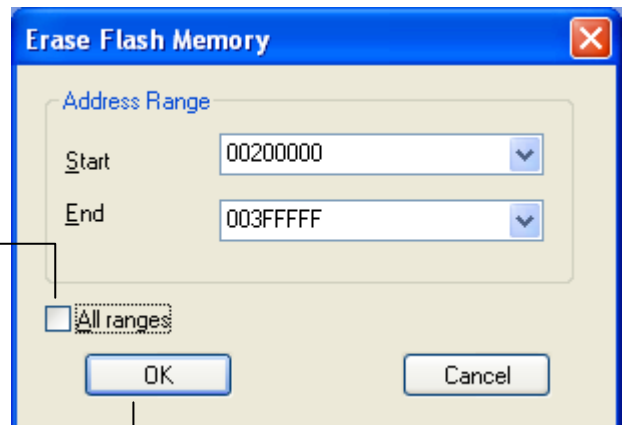 Erase Flash Memory
Address Range
Start 00200000
End 003FFFFF
All ranges
OK Cancel